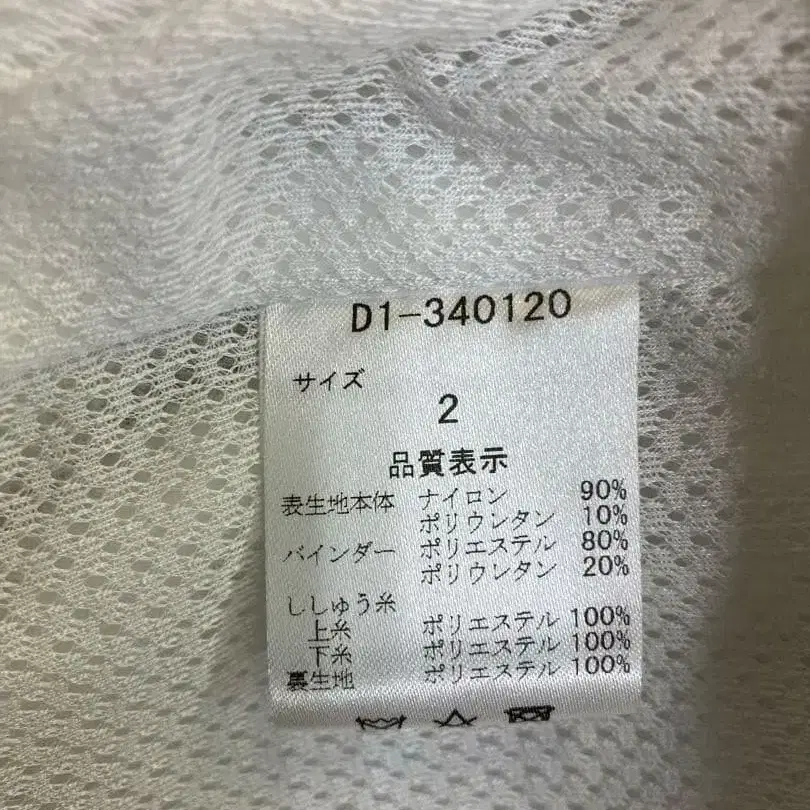 D1-340120
サイズ
2
品質表示
表生地本体 ナイロン 90%
ポリウレタン 10%
バインダー ポリエステル 80%
ポリウレタン 20%
ししゅう糸
上糸 ポリエステル 100%
下糸 ポリエステル 100%
裏生地 ポリエステル 100%